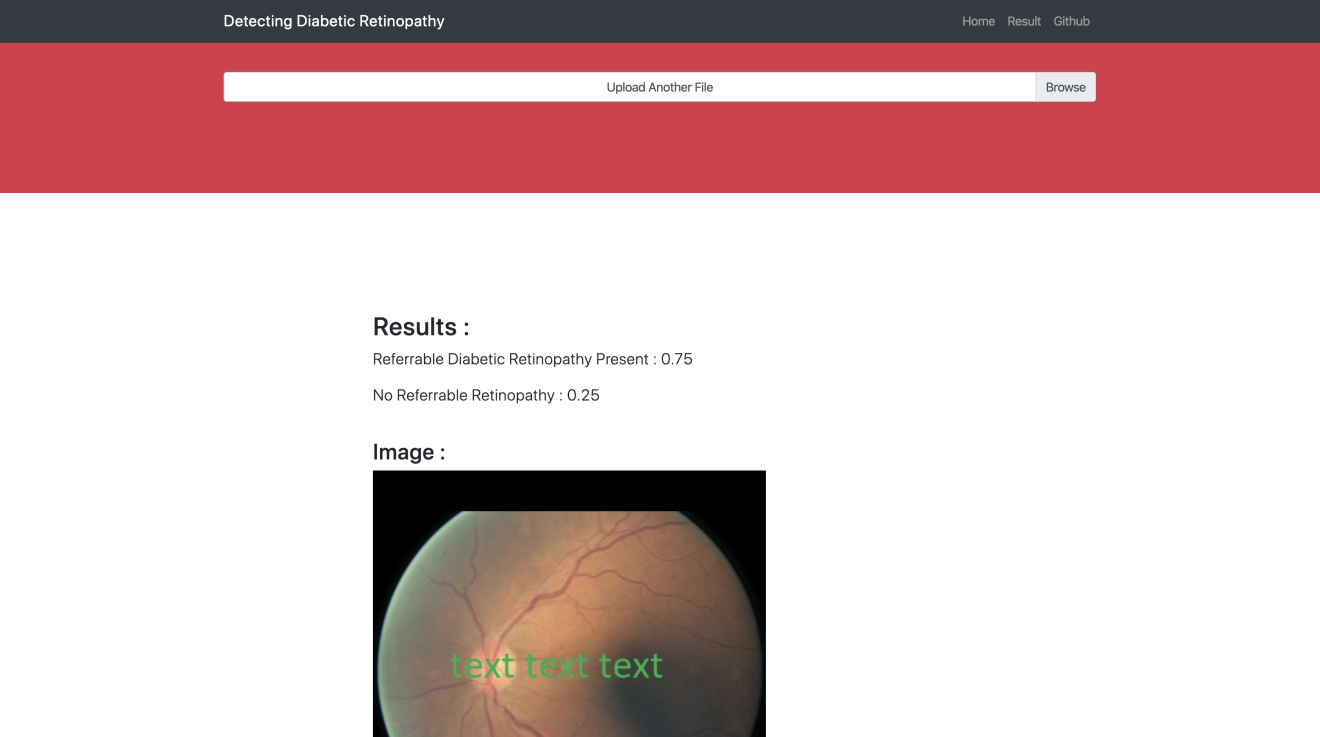 Detecting Diabetic Retinopathy Home Result Github
Upload Another File Browse
Results :
Referrable Diabetic Retinopathy Present : 0.75
No Referrable Retinopathy : 0.25
Image :
text text text